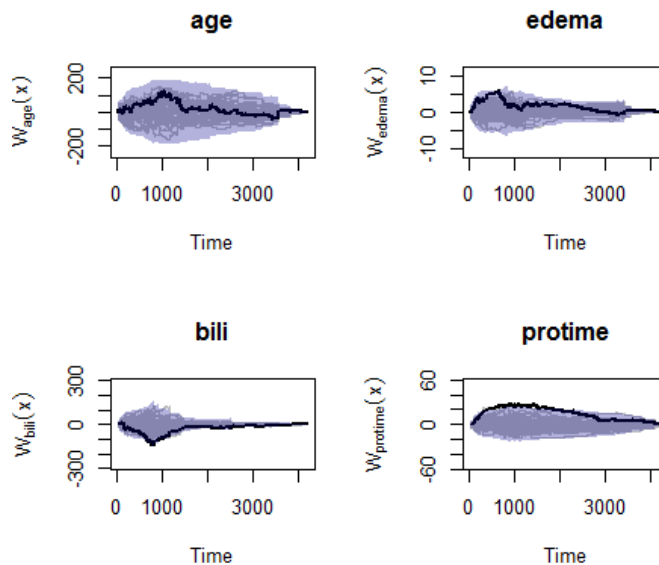 age
W_age(x)
-200
200
0
1000
3000
Time
edema
W_edema(x)
-10
0
10
0
1000
3000
Time
bili
W_bili(x)
-300
0
300
0
1000
3000
Time
protime
W_protime(x)
-60
0
60
0
1000
3000
Time